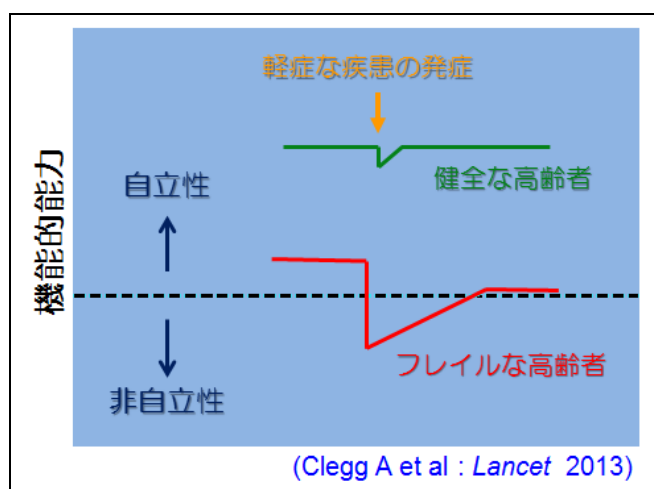 軽症な疾患の発症
健全な高齢者
自立性
機能的能力
フレイルな高齢者
非自立性
(Clegg A et al : Lancet 2013)